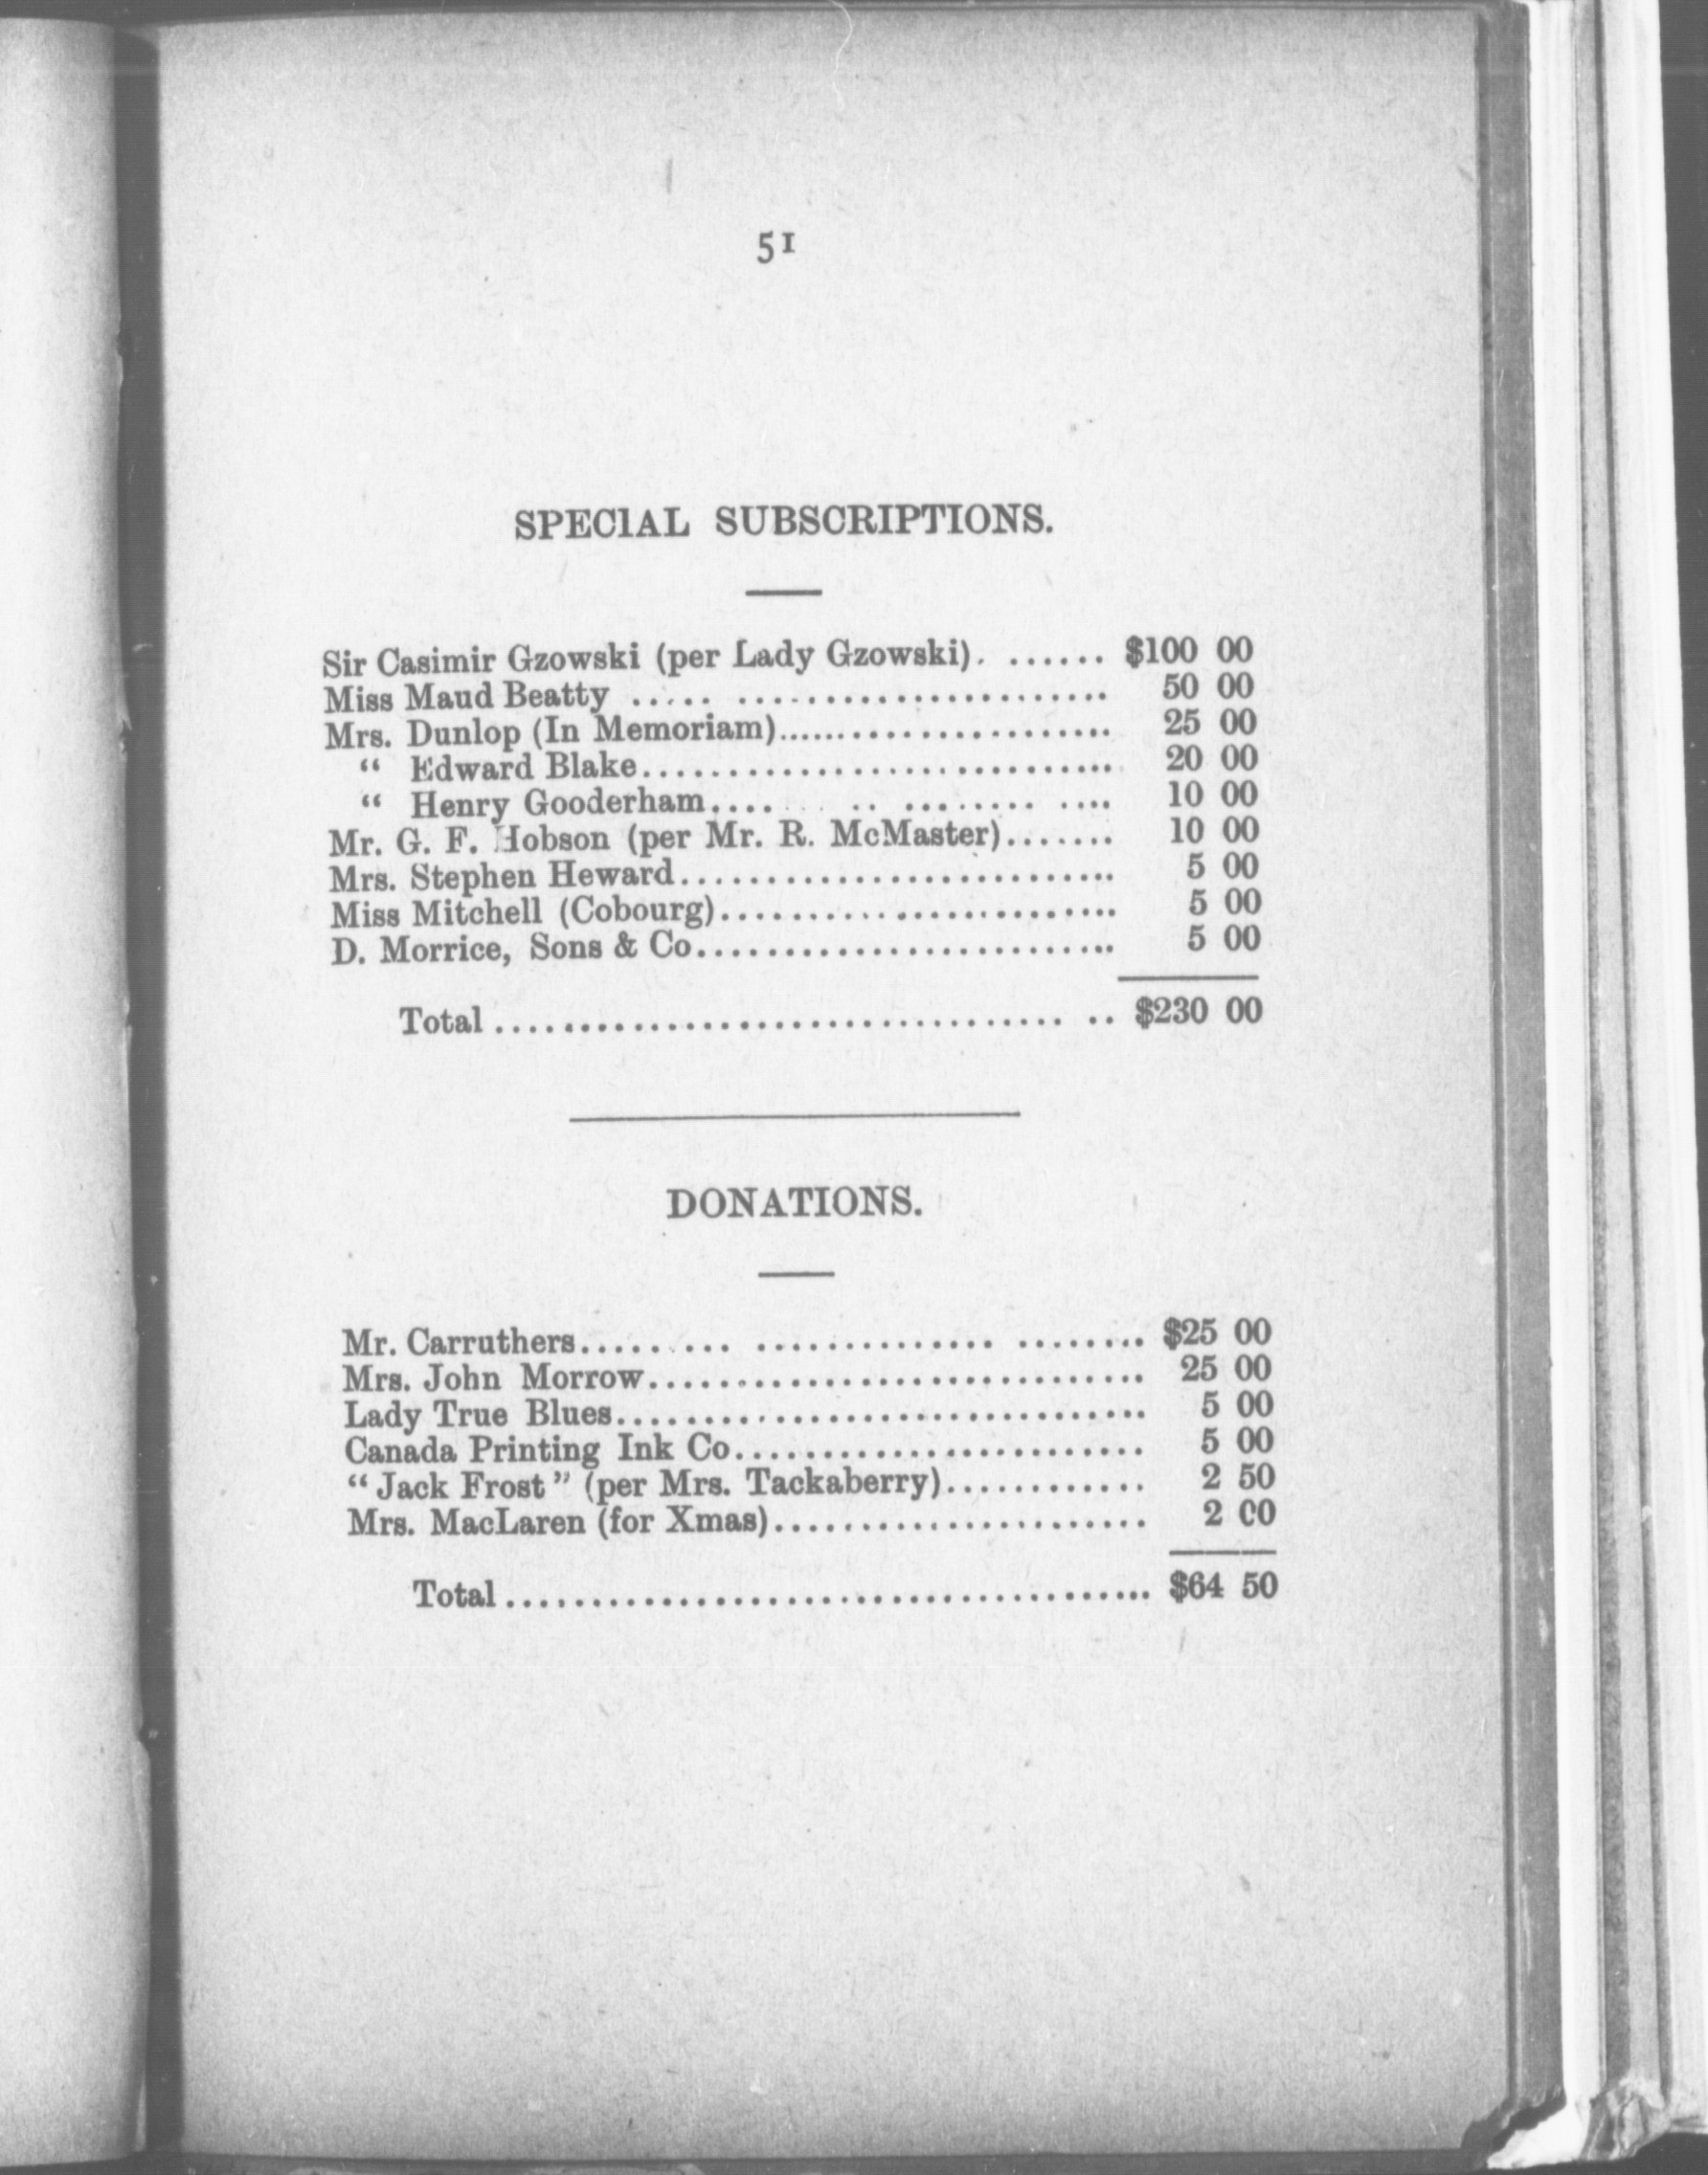 51
SPECIAL SUBSCRIPTIONS.
Sir Casimir Gzowski (per Lady Gzowski). ...... $100 00
Miss Maud Beatty ..... ....................... 50 00
Mrs. Dunlop (In Memoriam)..................... 25 00
“ Edward Blake.............................. 20 00
“ Henry Gooderham.... .. ........ .... 10 00
Mr. G. F. Hobson (per Mr. R. McMaster)....... 10 00
Mrs. Stephen Heward........................... 5 00
Miss Mitchell (Cobourg)........................ 5 00
D. Morrice, Sons & Co.......................... 5 00
Total .................................. .. $230 00
DONATIONS.
Mr. Carruthers.......... .............. ........ $25 00
Mrs. John Morrow............................... 25 00
Lady True Blues................................. 5 00
Canada Printing Ink Co......................... 5 00
“Jack Frost” (per Mrs. Tackaberry)............ 2 50
Mrs. MacLaren (for Xmas)...................... 2 00
Total ....................................... $64 50